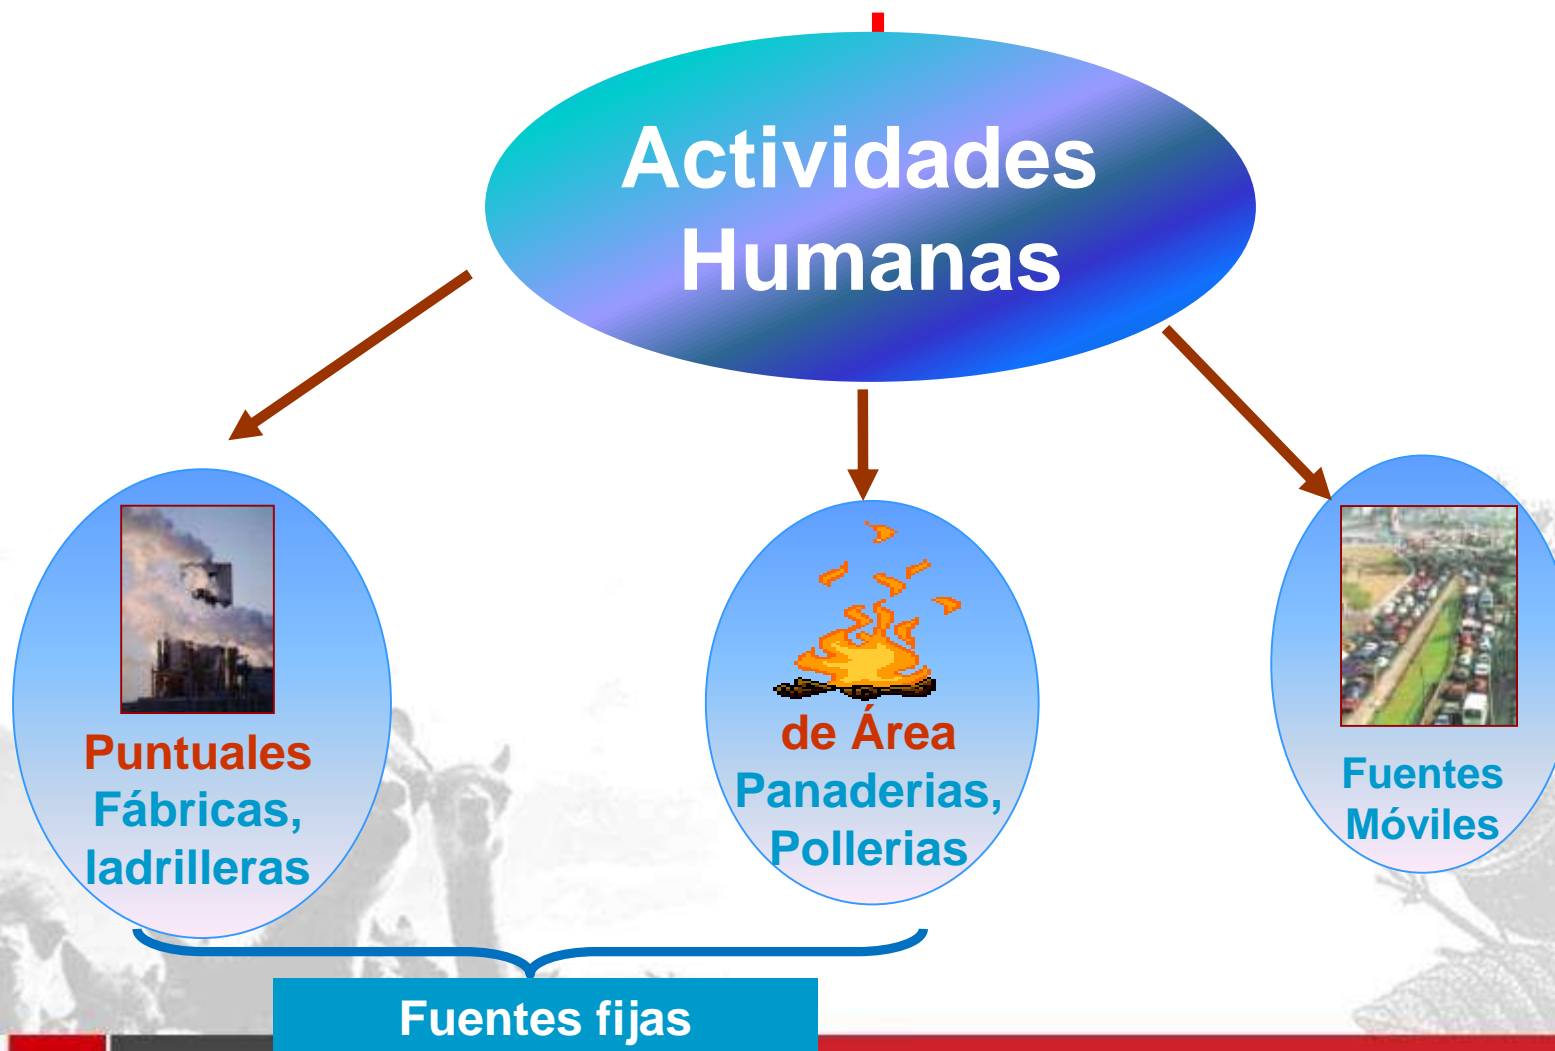 Actividades
Humanas
Puntuales
Fábricas,
ladrilleras
de Área
Panaderias,
Pollerias
Fuentes
Móviles
Fuentes fijas